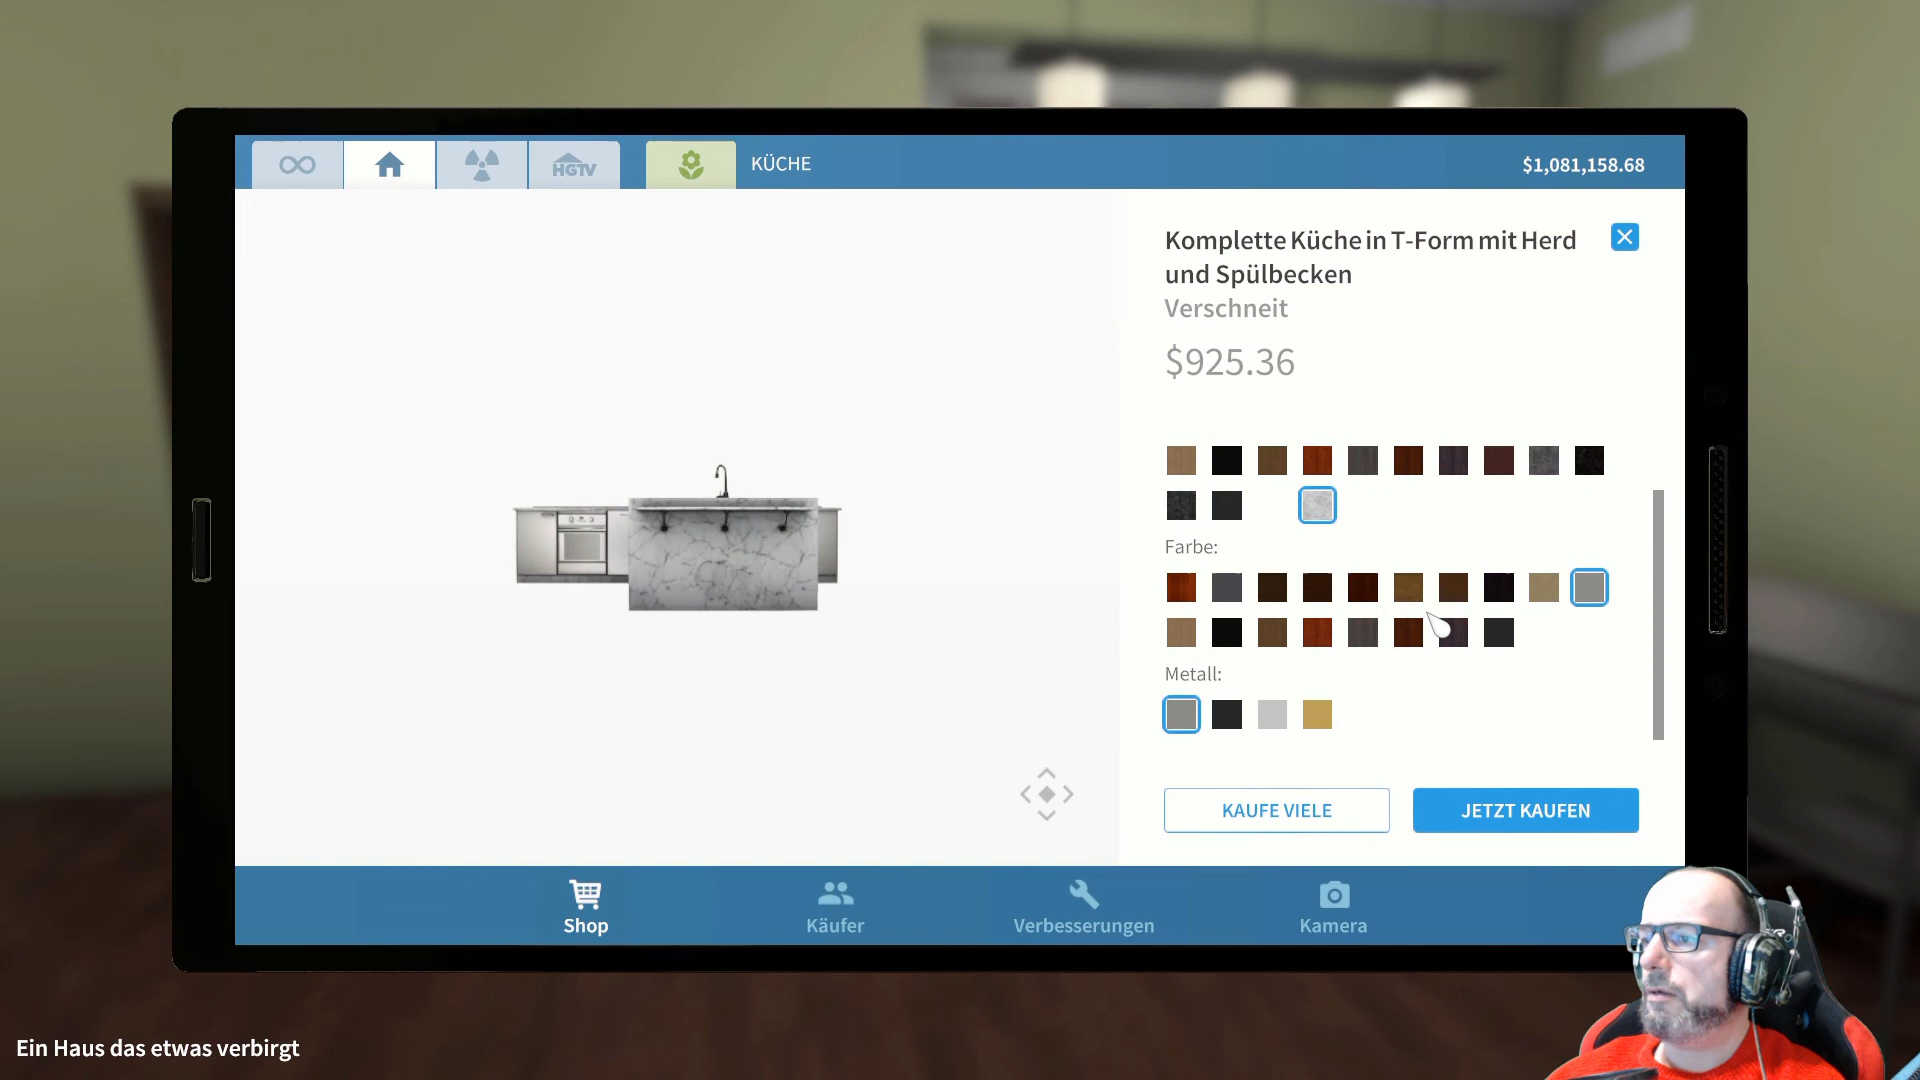 HGTV
KÜCHE
$1,081,158.68
Komplette Küche in T-Form mit Herd
und Spülbecken
Verschneit
$925.36
Farbe:
Metall:
KAUFE VIELE
JETZT KAUFEN
Shop
Käufer
Verbesserungen
Kamera
Ein Haus das etwas verbirgt